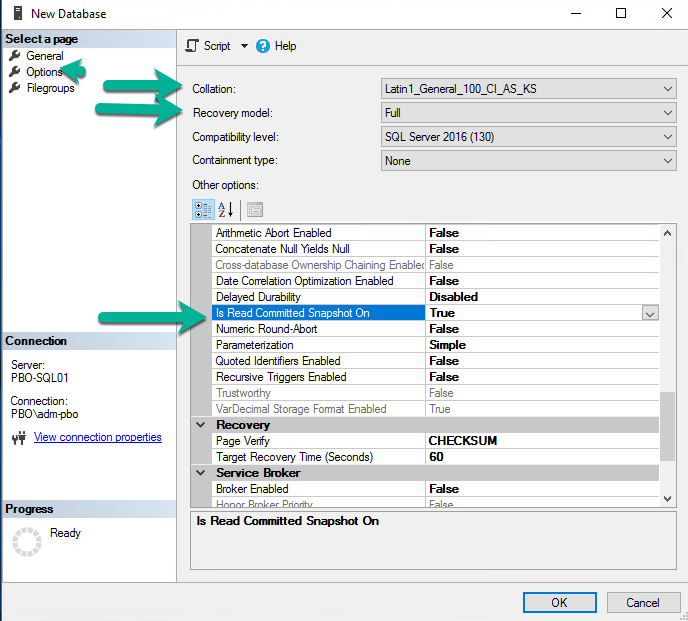 New Database
Select a page
General
Options
Filegroups
Script
Help
Collation: Latin1_General_100_CI_AS_KS
Recovery model: Full
Compatibility level: SQL Server 2016 (130)
Containment type: None
Other options:
Arithmetic Abort Enabled False
Concatenate Null Yields Null False
Cross-database Ownership Chaining Enabled False
Date Correlation Optimization Enabled False
Delayed Durability Disabled
Is Read Committed Snapshot On True
Numeric Round-Abort False
Parameterization Simple
Quoted Identifiers Enabled False
Recursive Triggers Enabled False
Trustworthy False
VarDecimal Storage Format Enabled True
Recovery
Page Verify CHECKSUM
Target Recovery Time (Seconds) 60
Service Broker
Broker Enabled False
Honor Broker Priority False
Is Read Committed Snapshot On
Connection
Server:
PBO-SQL01
Connection:
PBO\adm-pbo
View connection properties
Progress
Ready
OK
Cancel